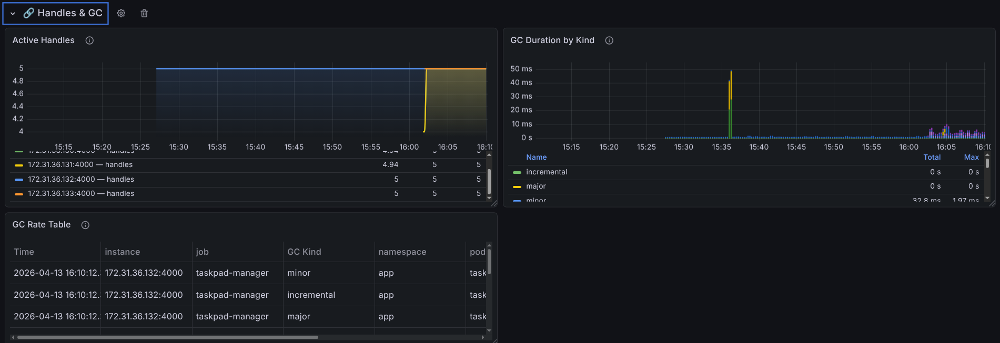 Handles & GC
Active Handles
5
4.8
4.6
4.4
4.2
4
15:15 15:20 15:25 15:30 15:35 15:40 15:45 15:50 15:55 16:00 16:05 16:10
172.31.36.131:4000 — handles 4.94 5 5
172.31.36.132:4000 — handles 5 5 5
172.31.36.133:4000 — handles 5 5 5
GC Duration by Kind
50 ms
40 ms
30 ms
20 ms
10 ms
0 s
15:15 15:20 15:25 15:30 15:35 15:40 15:45 15:50 15:55 16:00 16:05 16:10
Name Total Max
incremental 0 s 0 s
major 0 s 0 s
minor 32.8 ms 1.97 ms
GC Rate Table
Time instance job GC Kind namespace pod
2026-04-13 16:10:12. 172.31.36.132:4000 taskpad-manager minor app task
2026-04-13 16:10:12. 172.31.36.132:4000 taskpad-manager incremental app task
2026-04-13 16:10:12. 172.31.36.132:4000 taskpad-manager major app task